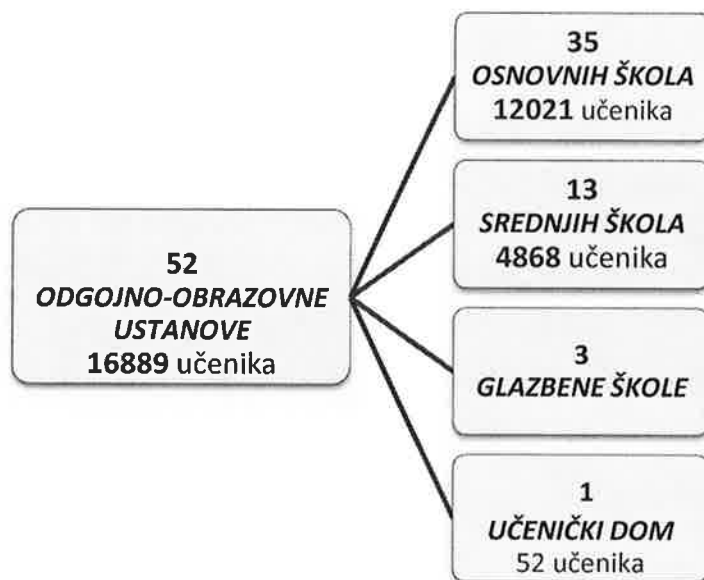 52
ODGOJNO-OBRAZOVNE
USTANOVE
16889 učenika
35
OSNOVNIH ŠKOLA
12021 učenika
13
SREDNJIH ŠKOLA
4868 učenika
3
GLAZBENE ŠKOLE
1
UČENIČKI DOM
52 učenika